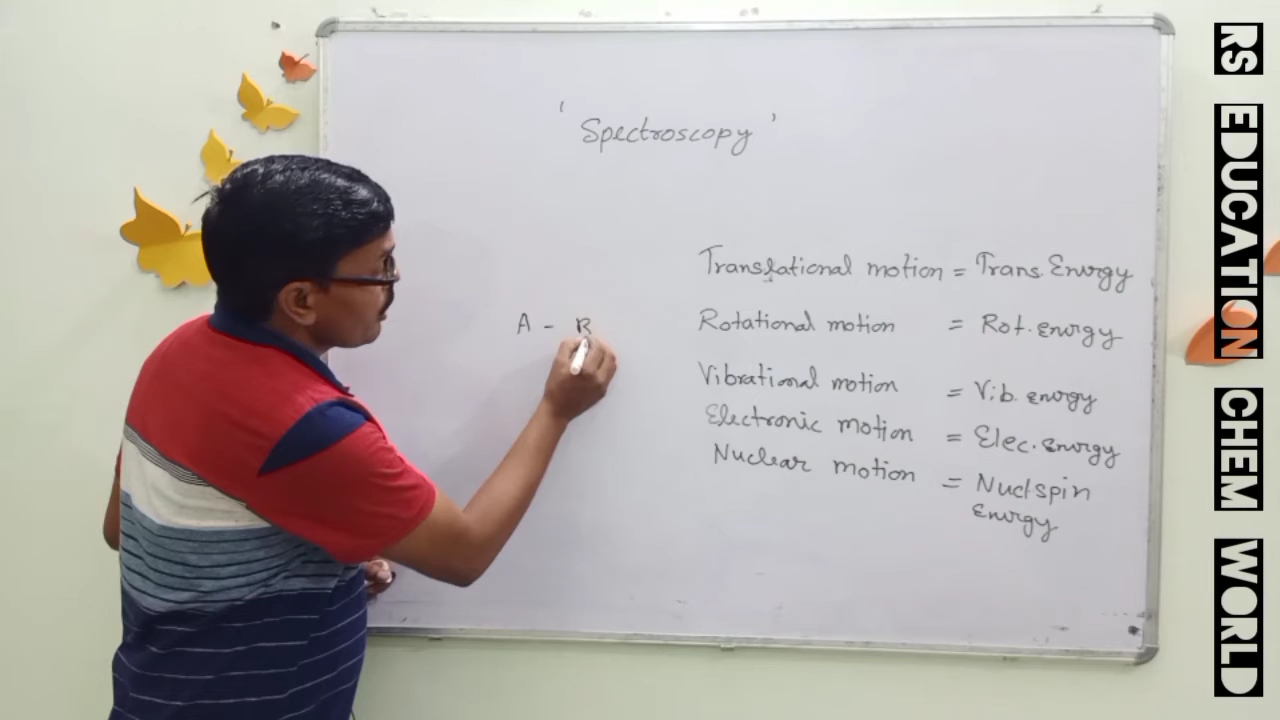 ' Spectroscopy '
Translational motion = Trans. Energy
Rotational motion = Rot. energy
A - B
Vibrational motion = Vib. energy
Electronic motion = Elec. energy
Nuclear motion = Nucl spin
Energy
RS EDUCATION CHEM WORLD